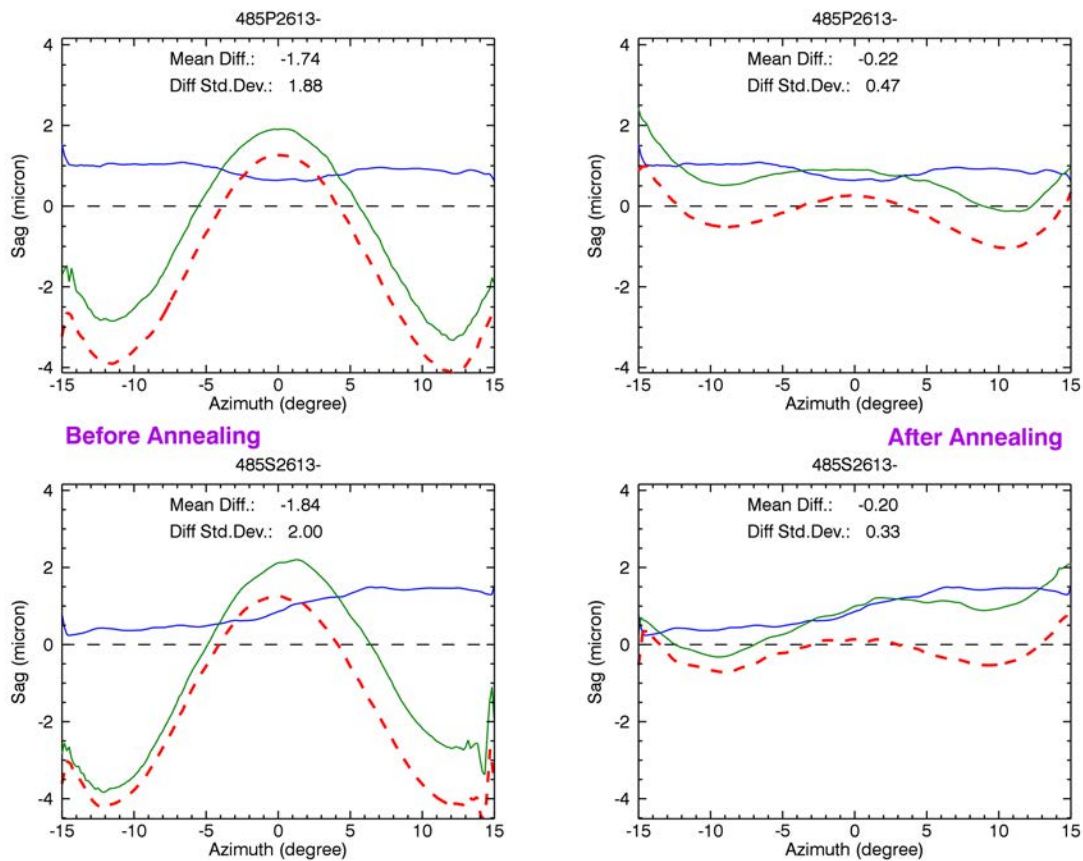 485P2613-
Mean Diff.: -1.74
Diff Std.Dev.: 1.88
4
2
0
-2
-4
Sag (micron)
-15 -10 -5 0 5 10 15
Azimuth (degree)
485P2613-
Mean Diff.: -0.22
Diff Std.Dev.: 0.47
4
2
0
-2
-4
Sag (micron)
-15 -10 -5 0 5 10 15
Azimuth (degree)
Before Annealing
After Annealing
485S2613-
Mean Diff.: -1.84
Diff Std.Dev.: 2.00
4
2
0
-2
-4
Sag (micron)
-15 -10 -5 0 5 10 15
Azimuth (degree)
485S2613-
Mean Diff.: -0.20
Diff Std.Dev.: 0.33
4
2
0
-2
-4
Sag (micron)
-15 -10 -5 0 5 10 15
Azimuth (degree)